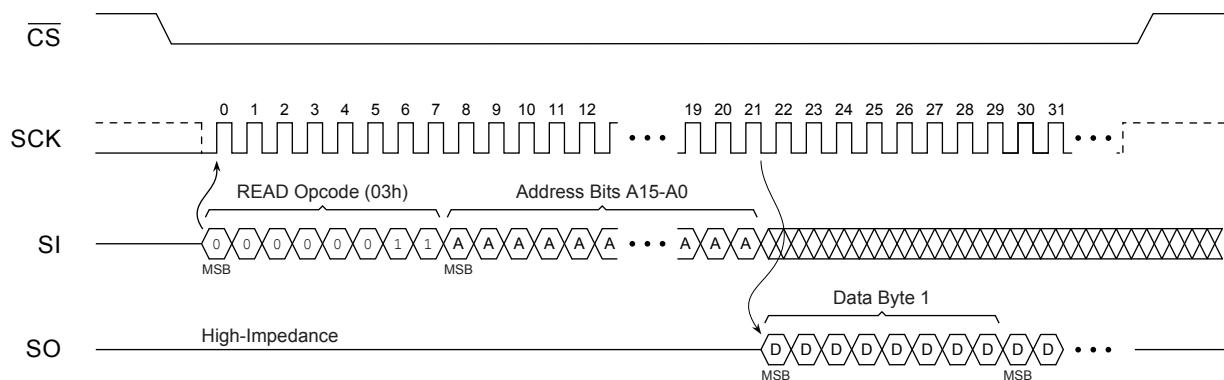 CS
SCK 0 1 2 3 4 5 6 7 8 9 10 11 12 19 20 21 22 23 24 25 26 27 28 29 30 31
READ Opcode (03h) Address Bits A15-A0
SI 0 0 0 0 0 0 1 1 A A A A A A A A A
MSB MSB
Data Byte 1
High-Impedance
SO D D D D D D D D D D
MSB MSB